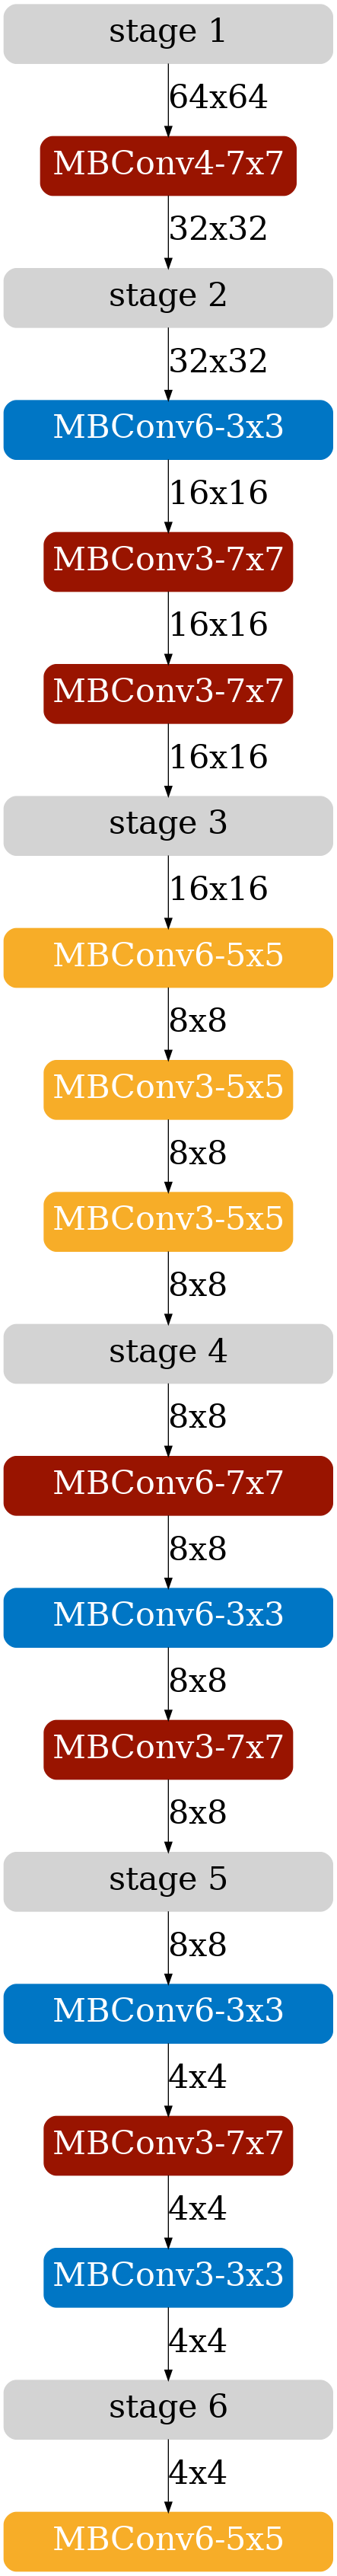 stage 1
64x64
MBConv4-7x7
32x32
stage 2
32x32
MBConv6-3x3
16x16
MBConv3-7x7
16x16
MBConv3-7x7
16x16
stage 3
16x16
MBConv6-5x5
8x8
MBConv3-5x5
8x8
MBConv3-5x5
8x8
stage 4
8x8
MBConv6-7x7
8x8
MBConv6-3x3
8x8
MBConv3-7x7
8x8
stage 5
8x8
MBConv6-3x3
4x4
MBConv3-7x7
4x4
MBConv3-3x3
4x4
stage 6
4x4
MBConv6-5x5